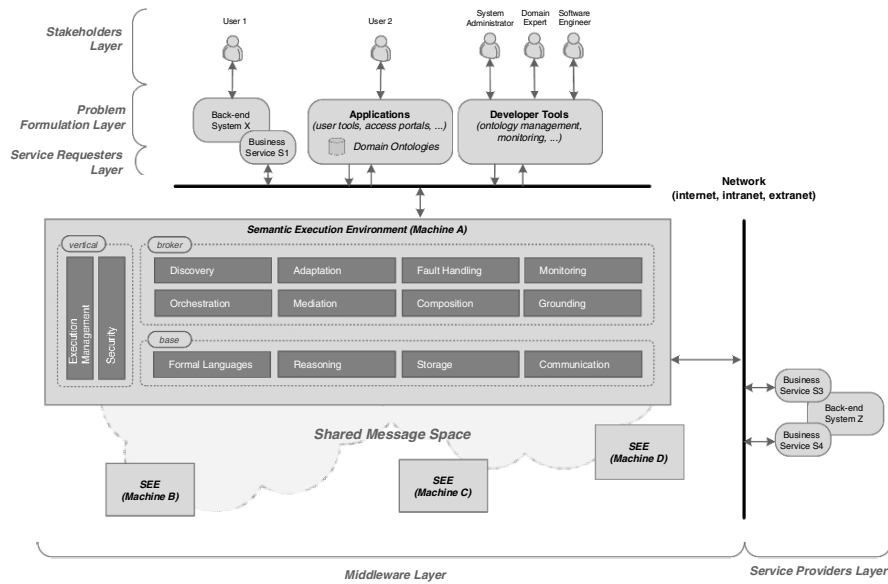 Stakeholders
Layer
User 1
User 2
System
Administrator
Domain
Expert
Software
Engineer
Problem
Formulation Layer
Back-end
System X
Business
Service S1
Applications
(user tools, access portals, ...)
Domain Ontologies
Developer Tools
(ontology management,
monitoring, ...)
Service Requesters
Layer
Network
(internet, intranet, extranet)
Semantic Execution Environment (Machine A)
vertical
Execution
Management
Security
broker
Discovery
Adaptation
Fault Handling
Monitoring
Orchestration
Mediation
Composition
Grounding
base
Formal Languages
Reasoning
Storage
Communication
Business
Service S3
Back-end
System Z
Business
Service S4
Shared Message Space
SEE
(Machine B)
SEE
(Machine C)
SEE
(Machine D)
Middleware Layer
Service Providers Layer